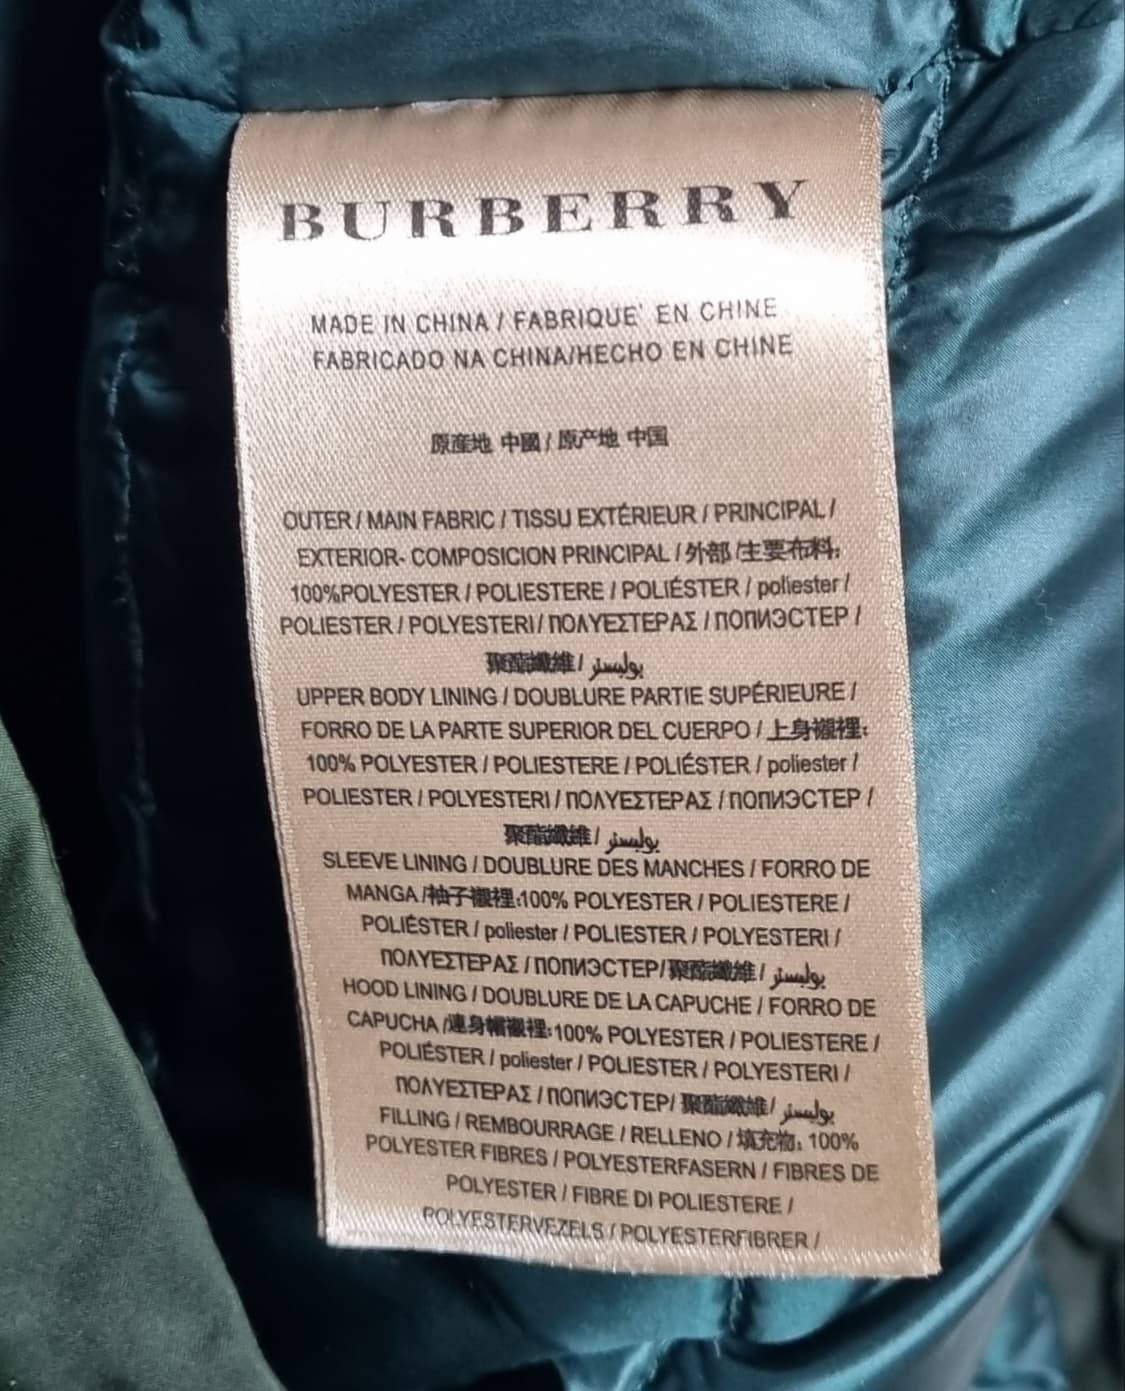 BURBERRY
MADE IN CHINA / FABRIQUE' EN CHINE
FABRICADO NA CHINA/HECHO EN CHINE
原産地 中國 / 原产地 中国
OUTER / MAIN FABRIC / TISSU EXTÉRIEUR / PRINCIPAL /
EXTERIOR- COMPOSICION PRINCIPAL / 外部 /主要布料:
100%POLYESTER / POLIESTERE / POLIÉSTER / poliester /
POLIESTER / POLYESTERI / ΠΟΛΥΕΣΤΕΡΑΣ / ПОПИЭСТЕР /
聚酯纖維 / بوليستر
UPPER BODY LINING / DOUBLURE PARTIE SUPÉRIEURE /
FORRO DE LA PARTE SUPERIOR DEL CUERPO / 上身襯裡:
100% POLYESTER / POLIESTERE / POLIÉSTER / poliester /
POLIESTER / POLYESTERI / ΠΟΛΥΕΣΤΕΡΑΣ / ПОПИЭСТЕР /
聚酯纖維 / بوليستر
SLEEVE LINING / DOUBLURE DES MANCHES / FORRO DE
MANGA /袖子襯裡:100% POLYESTER / POLIESTERE /
POLIÉSTER / poliester / POLIESTER / POLYESTERI /
ΠΟΛΥΕΣΤΕΡΑΣ / ПОПИЭСТЕР/聚酯纖維 / بوليستر
HOOD LINING / DOUBLURE DE LA CAPUCHE / FORRO DE
CAPUCHA /連身帽襯裡:100% POLYESTER / POLIESTERE /
POLIÉSTER / poliester / POLIESTER / POLYESTERI /
ΠΟΛΥΕΣΤΕΡΑΣ / ПОПИЭСТЕР/ 聚酯纖維/ بوليستر
FILLING / REMBOURRAGE / RELLENO / 填充物: 100%
POLYESTER FIBRES / POLYESTERFASERN / FIBRES DE
POLYESTER / FIBRE DI POLIESTERE /
POLYESTERVEZELS / POLYESTERFIBRER /